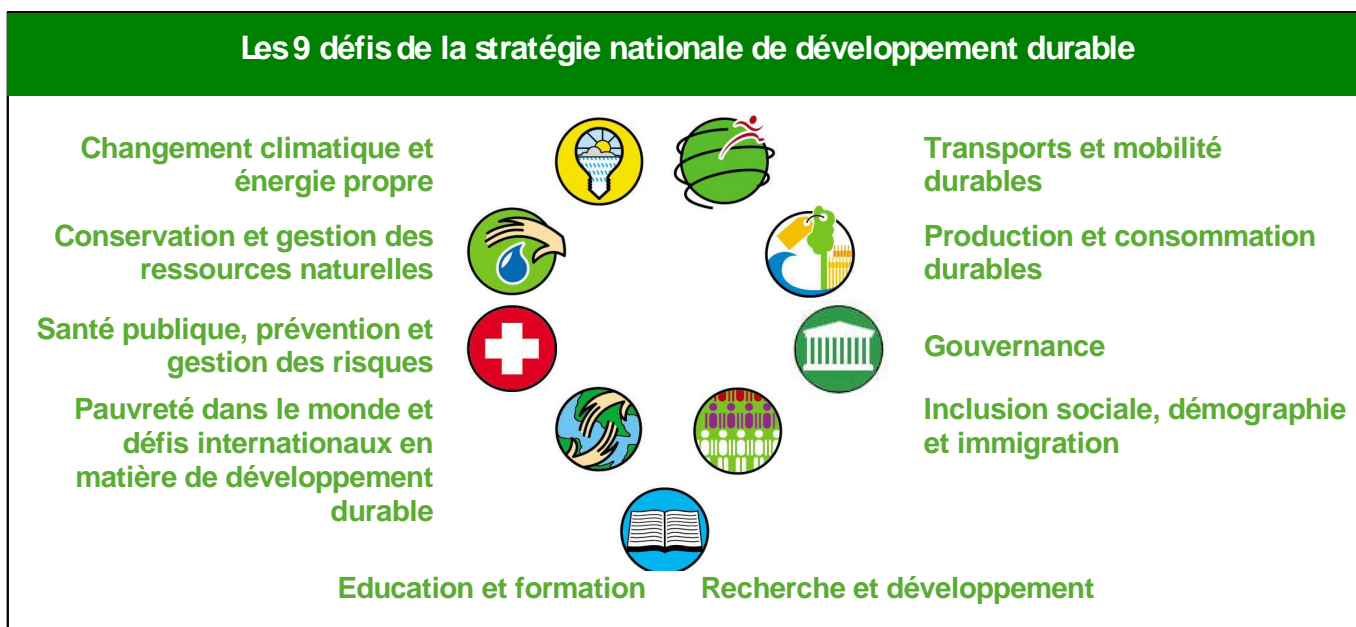 Les 9 défis de la stratégie nationale de développement durable
Changement climatique et
énergie propre
Transports et mobilité
durables
Conservation et gestion des
ressources naturelles
Production et consommation
durables
Santé publique, prévention et
gestion des risques
Gouvernance
Pauvreté dans le monde et
défis internationaux en
matière de développement
durable
Inclusion sociale, démographie
et immigration
Education et formation
Recherche et développement